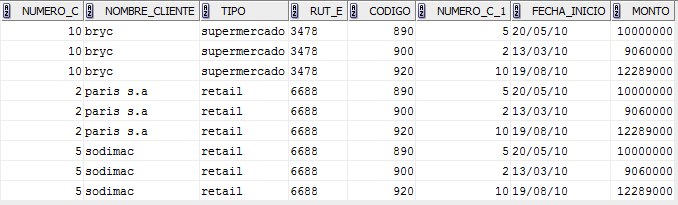 NUMERO_C NOMBRE_CLIENTE TIPO RUT_E CODIGO NUMERO_C_1 FECHA_INICIO MONTO
10 bryc supermercado 3478 890 5 20/05/10 10000000
10 bryc supermercado 3478 900 2 13/03/10 9060000
10 bryc supermercado 3478 920 10 19/08/10 12289000
2 paris s.a retail 6688 890 5 20/05/10 10000000
2 paris s.a retail 6688 900 2 13/03/10 9060000
2 paris s.a retail 6688 920 10 19/08/10 12289000
5 sodimac retail 6688 890 5 20/05/10 10000000
5 sodimac retail 6688 900 2 13/03/10 9060000
5 sodimac retail 6688 920 10 19/08/10 12289000